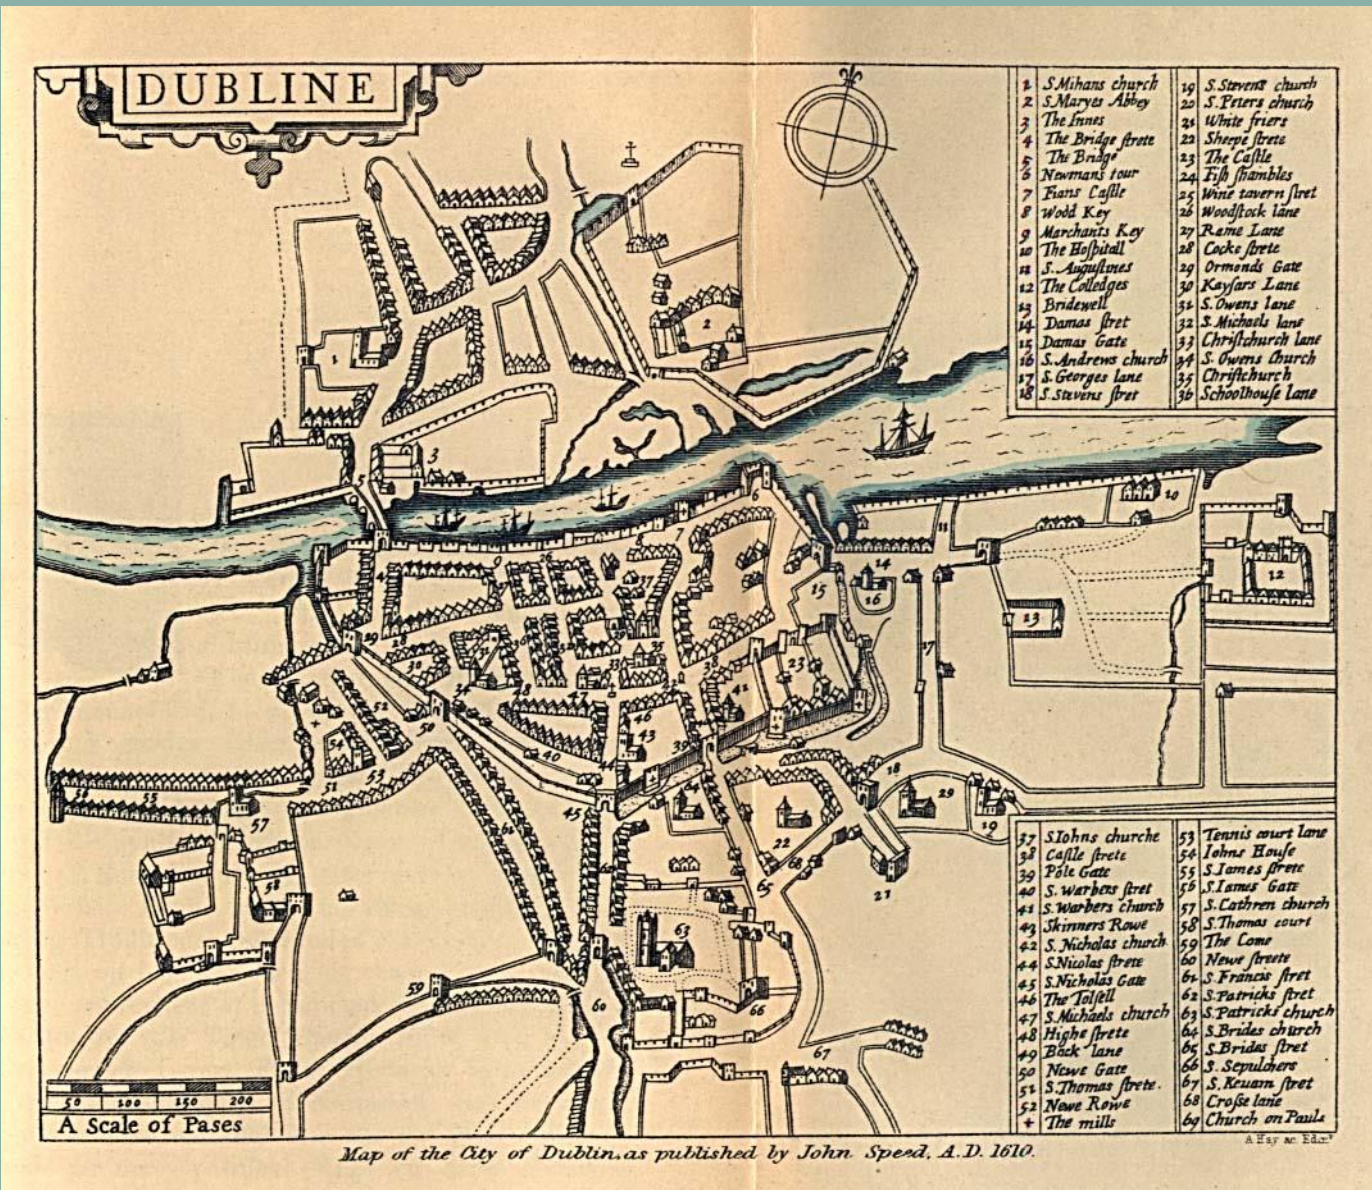 DUBLINE
1 S.Mihans church
2 S.Maryes Abbey
3 The Innes
4 The Bridge strete
5 The Bridge
6 Newmans tour
7 Fians Castle
8 Wodd Key
9 Marchants Key
10 The Hospitall
11 S. Augustines
12 The Colledges
13 Bridewell
14 Damas stret
15 Damas Gate
16 S. Andrews church
17 S. Georges lane
18 S. Stevens stret
19 S. Stevens church
20 S. Peters church
21 White friers
22 Sheepe strete
23 The Castle
24 Fish shambles
25 Wine tavern stret
26 Woodstock lane
27 Rame Lane
28 Cocke strete
29 Ormonds Gate
30 Kaysars Lane
31 S. Owens lane
32 S. Michaels lane
33 Christchurch lane
34 S. Owens Church
35 Christchurch
36 Schoolhouse lane
37 S.Iohns churche
38 Castle strete
39 Pole Gate
40 S. Warbers stret
41 S. Warbers church
43 Skinners Rowe
42 S. Nicholas church
44 S.Nicolas strete
45 S.Nicholas Gate
46 The Tolsell
47 S.Michaels church
48 Highe strete
49 Back lane
50 Newe Gate
51 S.Thomas strete.
52 Newe Rowe
+ The mills
53 Tennis court lane
54 Iohns House
55 S.Iames strete
56 S.Iames Gate
57 S.Cathren church
58 S.Thomas court
59 The Come
60 Newe streete
61 S.Francis stret
62 S.Patricks stret
63 S.Patricks church
64 S.Brides church
65 S.Brides stret
66 S. Sepulchers
67 S. Keuam stret
68 Crosse lane
69 Church on Pauls
50 100 150 200
A Scale of Pases
A Hay sc. Edinr.
Map of the City of Dublin, as published by John Speed, A.D. 1610.